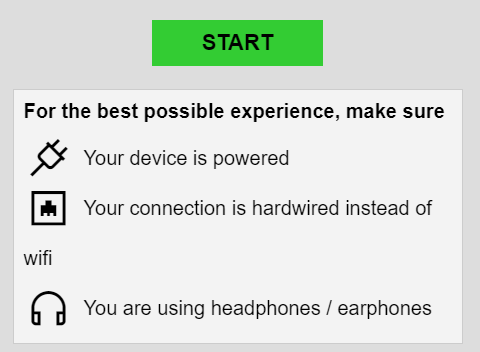 START
For the best possible experience, make sure
Your device is powered
Your connection is hardwired instead of
wifi
You are using headphones / earphones